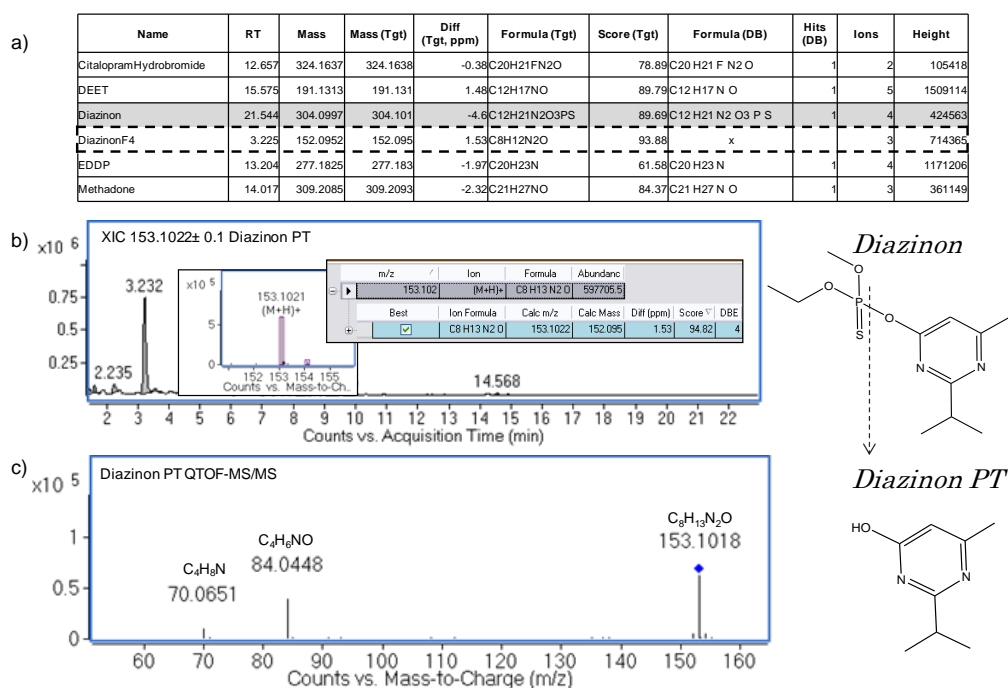 a)
Name RT Mass Mass (Tgt) Diff (Tgt, ppm) Formula (Tgt) Score (Tgt) Formula (DB) Hits (DB) Ions Height
CitalopramHydrobromide 12.657 324.1637 324.1638 -0.38 C20H21FN2O 78.89 C20 H21 F N2 O 1 2 105418
DEET 15.575 191.1313 191.131 1.48 C12H17NO 89.79 C12 H17 N O 1 5 1509114
Diazinon 21.544 304.0997 304.101 -4.6 C12H21N2O3PS 89.69 C12 H21 N2 O3 P S 1 4 424563
DiazinonF4 3.225 152.0952 152.095 1.53 C8H12N2O 93.88 x 3 714365
EDDP 13.204 277.1825 277.183 -1.97 C20H23N 61.58 C20 H23 N 1 4 1171206
Methadone 14.017 309.2085 309.2093 -2.32 C21H27NO 84.37 C21 H27 N O 1 3 361149
b)
x10 6
XIC 153.1022± 0.1 Diazinon PT
0.75
0.5
0.25
3.232
2.235
14.568
x10 5
153.1021
(M+H)+
5
0
152 153 154 155
Counts vs. Mass-to-Ch..
m/z Ion Formula Abundanc
153.102 (M+H)+ C8 H13 N2 O 597705.5
Best Ion Formula Calc m/z Calc Mass Diff (ppm) Score DBE
C8 H13 N2 O 153.1022 152.095 1.53 94.82 4
2 3 4 5 6 7 8 9 10 11 12 13 14 15 16 17 18 19 20 21 22
Counts vs. Acquisition Time (min)
Diazinon
O
O
P
O
S
N
N
c)
x10 5
Diazinon PT QTOF-MS/MS
1
0.5
0
C₄H₈N
70.0651
C₄H₆NO
84.0448
C₈H₁₃N₂O
153.1018
60 70 80 90 100 110 120 130 140 150 160
Counts vs. Mass-to-Charge (m/z)
Diazinon PT
HO
N
N